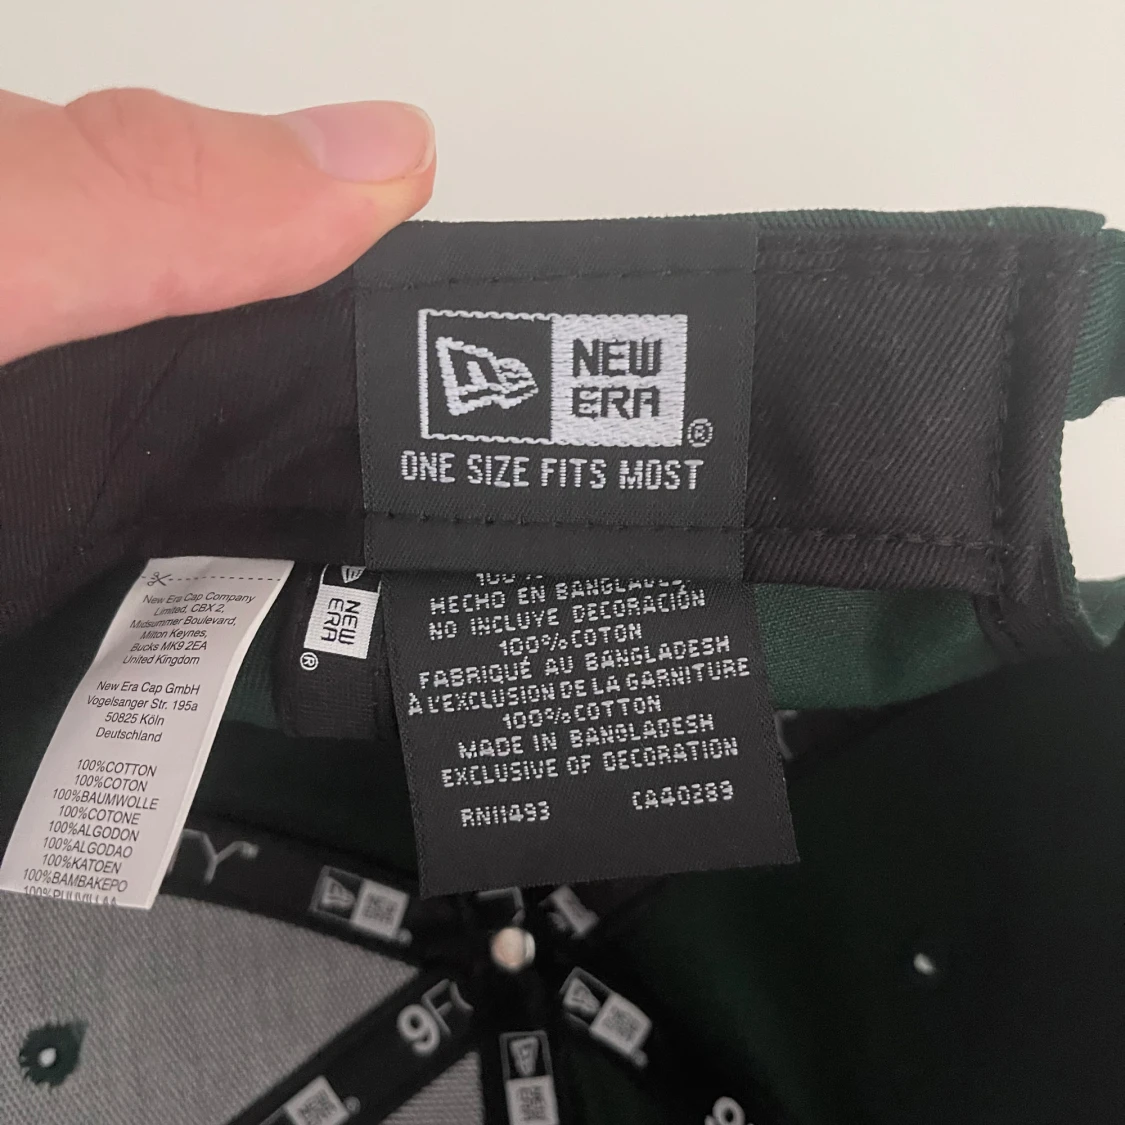 NEW
ERA
®
ONE SIZE FITS MOST
HECHO EN
NO INCLUYE DECORACIÓN
100% COTON
FABRIQUÉ AU BANGLADESH
À L'EXCLUSION DE LA GARNITURE
100% COTTON
MADE IN BANGLADESH
EXCLUSIVE OF DECORATION
RN11493 CA40289
New Era Cap Company
Limited, CBX 2,
Midsummer Boulevard,
Milton Keynes,
Bucks MK9 2EA
United Kingdom
New Era Cap GmbH
Vogelsanger Str. 195a
50825 Köln
Deutschland
100%COTTON
100%COTON
100%BAUMWOLLE
100%COTONE
100%ALGODON
100%ALGODAO
100%KATOEN
100%BAMBAKEPO
NEW
ERA
®
9F